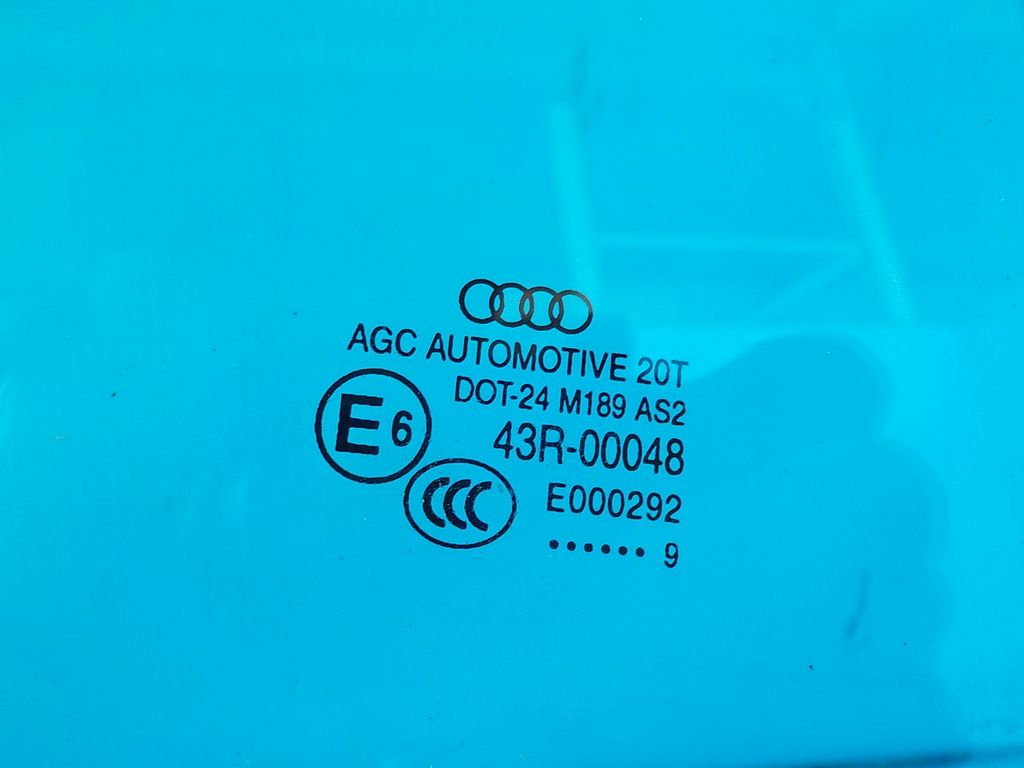 AGC AUTOMOTIVE 20T
DOT-24 M189 AS2
E6
43R-00048
CCC
E000292
...... 9